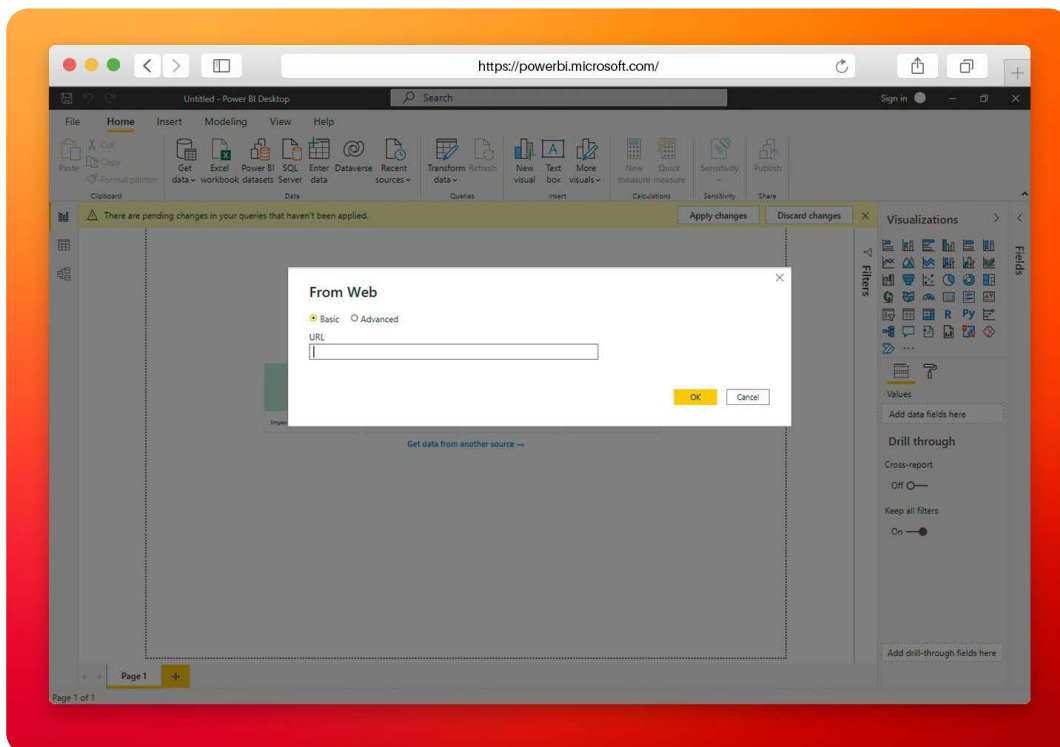 https://powerbi.microsoft.com/
Untitled - Power BI Desktop
Search
Sign in
File Home Insert Modeling View Help
Paste
Cut
Copy
Format painter
Clipboard
Get data
Excel workbook
Power BI datasets
SQL Server
Enter data
Dataverse
Recent sources
Data
Transform data
Refresh
Queries
New visual
Text box
More visuals
Insert
New measure
Quick measure
Calculations
Sensitivity
Sensitivity
Publish
Share
There are pending changes in your queries that haven't been applied.
Apply changes
Discard changes
Visualizations
Fields
Filters
R Py
From Web
Basic
Advanced
URL
OK
Cancel
Get data from another source →
Values
Add data fields here
Drill through
Cross-report
Off
Keep all filters
On
Add drill-through fields here
Page 1
Page 1 of 1